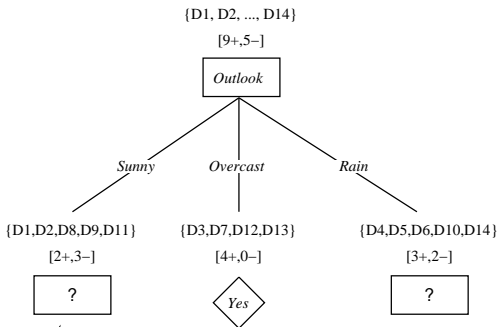 {D1, D2, ..., D14}
[9+,5−]
Outlook
Sunny Overcast Rain
{D1,D2,D8,D9,D11} {D3,D7,D12,D13} {D4,D5,D6,D10,D14}
[2+,3−] [4+,0−] [3+,2−]
? Yes ?